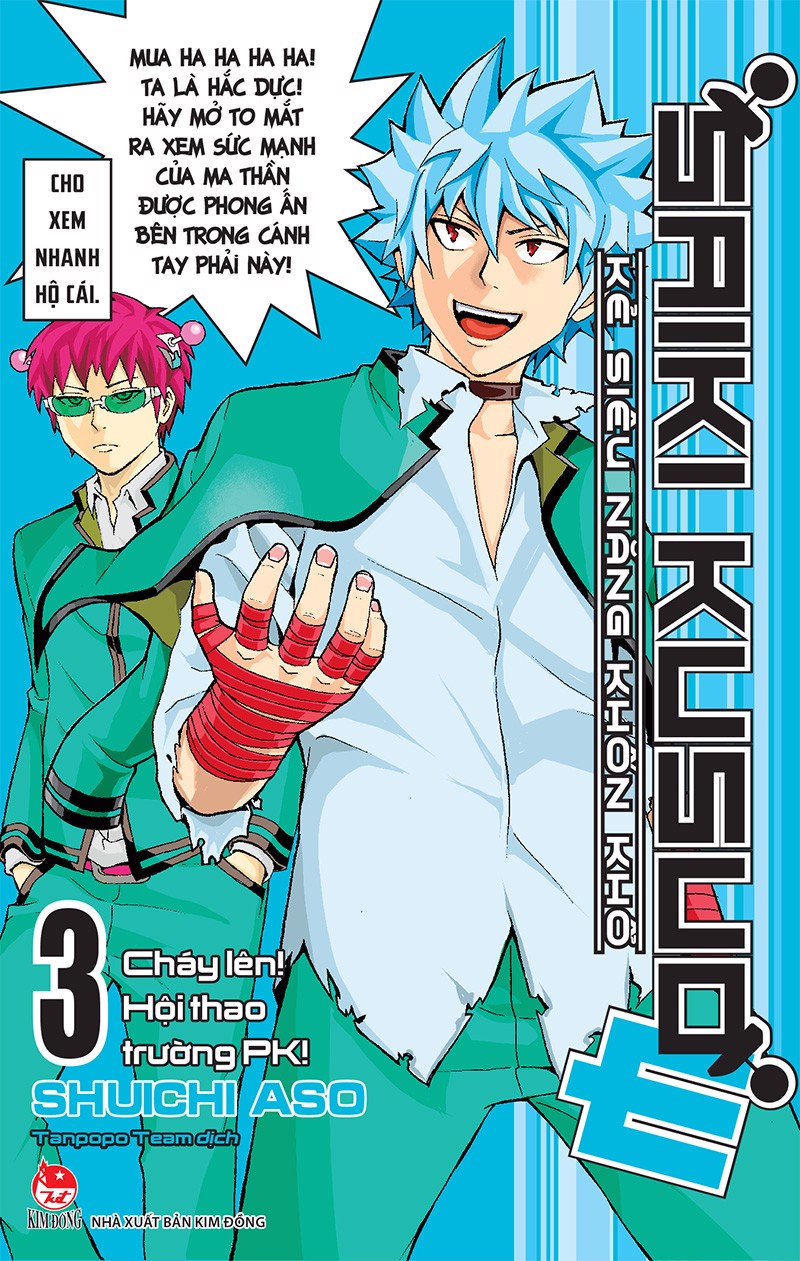 MUA HA HA HA HA!
TA LÀ HẮC DỰC!
HÃY MỞ TO MẮT
RA XEM SỨC MẠNH
CỦA MA THẦN
ĐƯỢC PHONG ẤN
BÊN TRONG CÁNH
TAY PHẢI NÀY!
CHO
XEM
NHANH
HỘ CÁI.
SAIKI KUSUO
KẺ SIÊU NĂNG KHỐN KHỔ
3
Cháy lên!
Hội thao
trường PK!
SHUICHI ASO
Tanpopo Team dịch
KIM ĐỒNG
NHÀ XUẤT BẢN KIM ĐỒNG